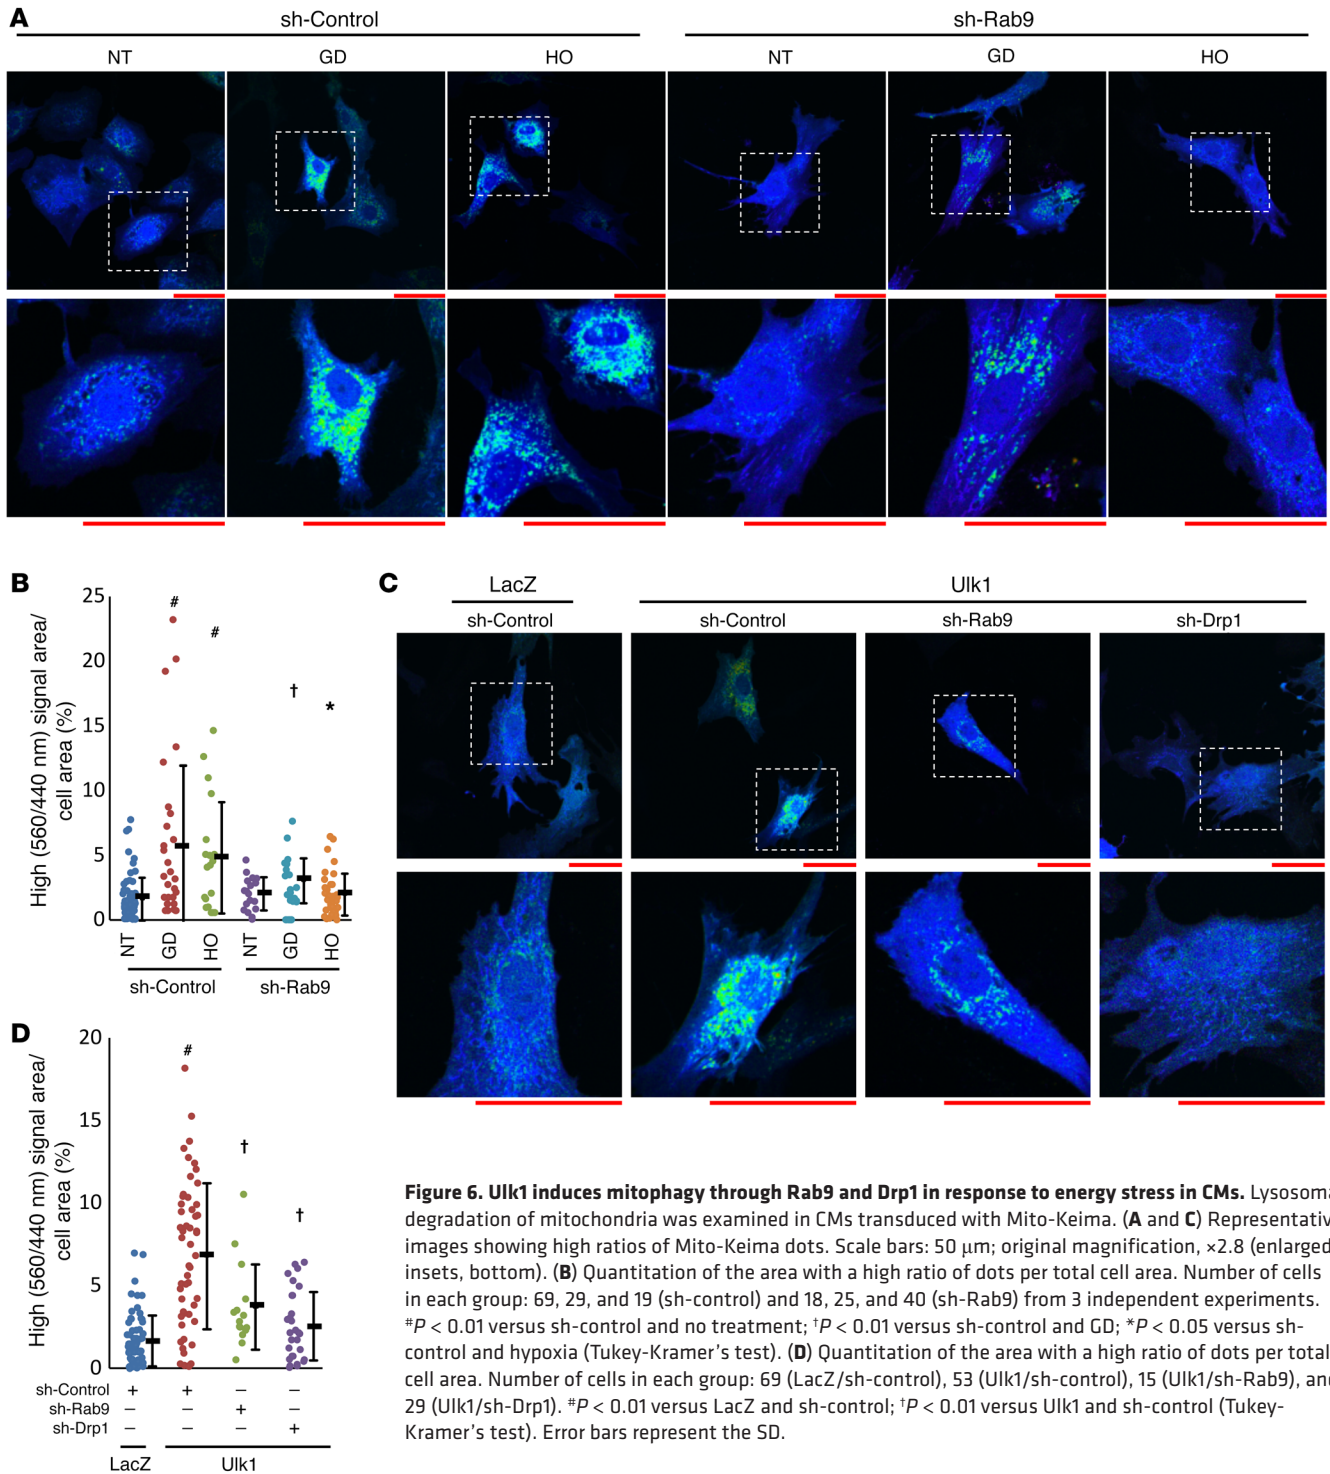 A
sh-Control
sh-Rab9
NT
GD
HO
NT
GD
HO
B
High (560/440 nm) signal area/
cell area (%)
25
20
15
10
5
0
#
#
†
*
NT
GD
HO
NT
GD
HO
sh-Control
sh-Rab9
C
LacZ
Ulk1
sh-Control
sh-Control
sh-Rab9
sh-Drp1
D
High (560/440 nm) signal area/
cell area (%)
20
15
10
5
0
#
†
†
sh-Control + + – –
sh-Rab9 – – + –
sh-Drp1 – – – +
LacZ
Ulk1
Figure 6. Ulk1 induces mitophagy through Rab9 and Drp1 in response to energy stress in CMs. Lysosoma
degradation of mitochondria was examined in CMs transduced with Mito-Keima. (A and C) Representativ
images showing high ratios of Mito-Keima dots. Scale bars: 50 μm; original magnification, ×2.8 (enlarged
insets, bottom). (B) Quantitation of the area with a high ratio of dots per total cell area. Number of cells
in each group: 69, 29, and 19 (sh-control) and 18, 25, and 40 (sh-Rab9) from 3 independent experiments.
#P < 0.01 versus sh-control and no treatment; †P < 0.01 versus sh-control and GD; *P < 0.05 versus sh-
control and hypoxia (Tukey-Kramer's test). (D) Quantitation of the area with a high ratio of dots per total
cell area. Number of cells in each group: 69 (LacZ/sh-control), 53 (Ulk1/sh-control), 15 (Ulk1/sh-Rab9), and
29 (Ulk1/sh-Drp1). #P < 0.01 versus LacZ and sh-control; †P < 0.01 versus Ulk1 and sh-control (Tukey-
Kramer's test). Error bars represent the SD.